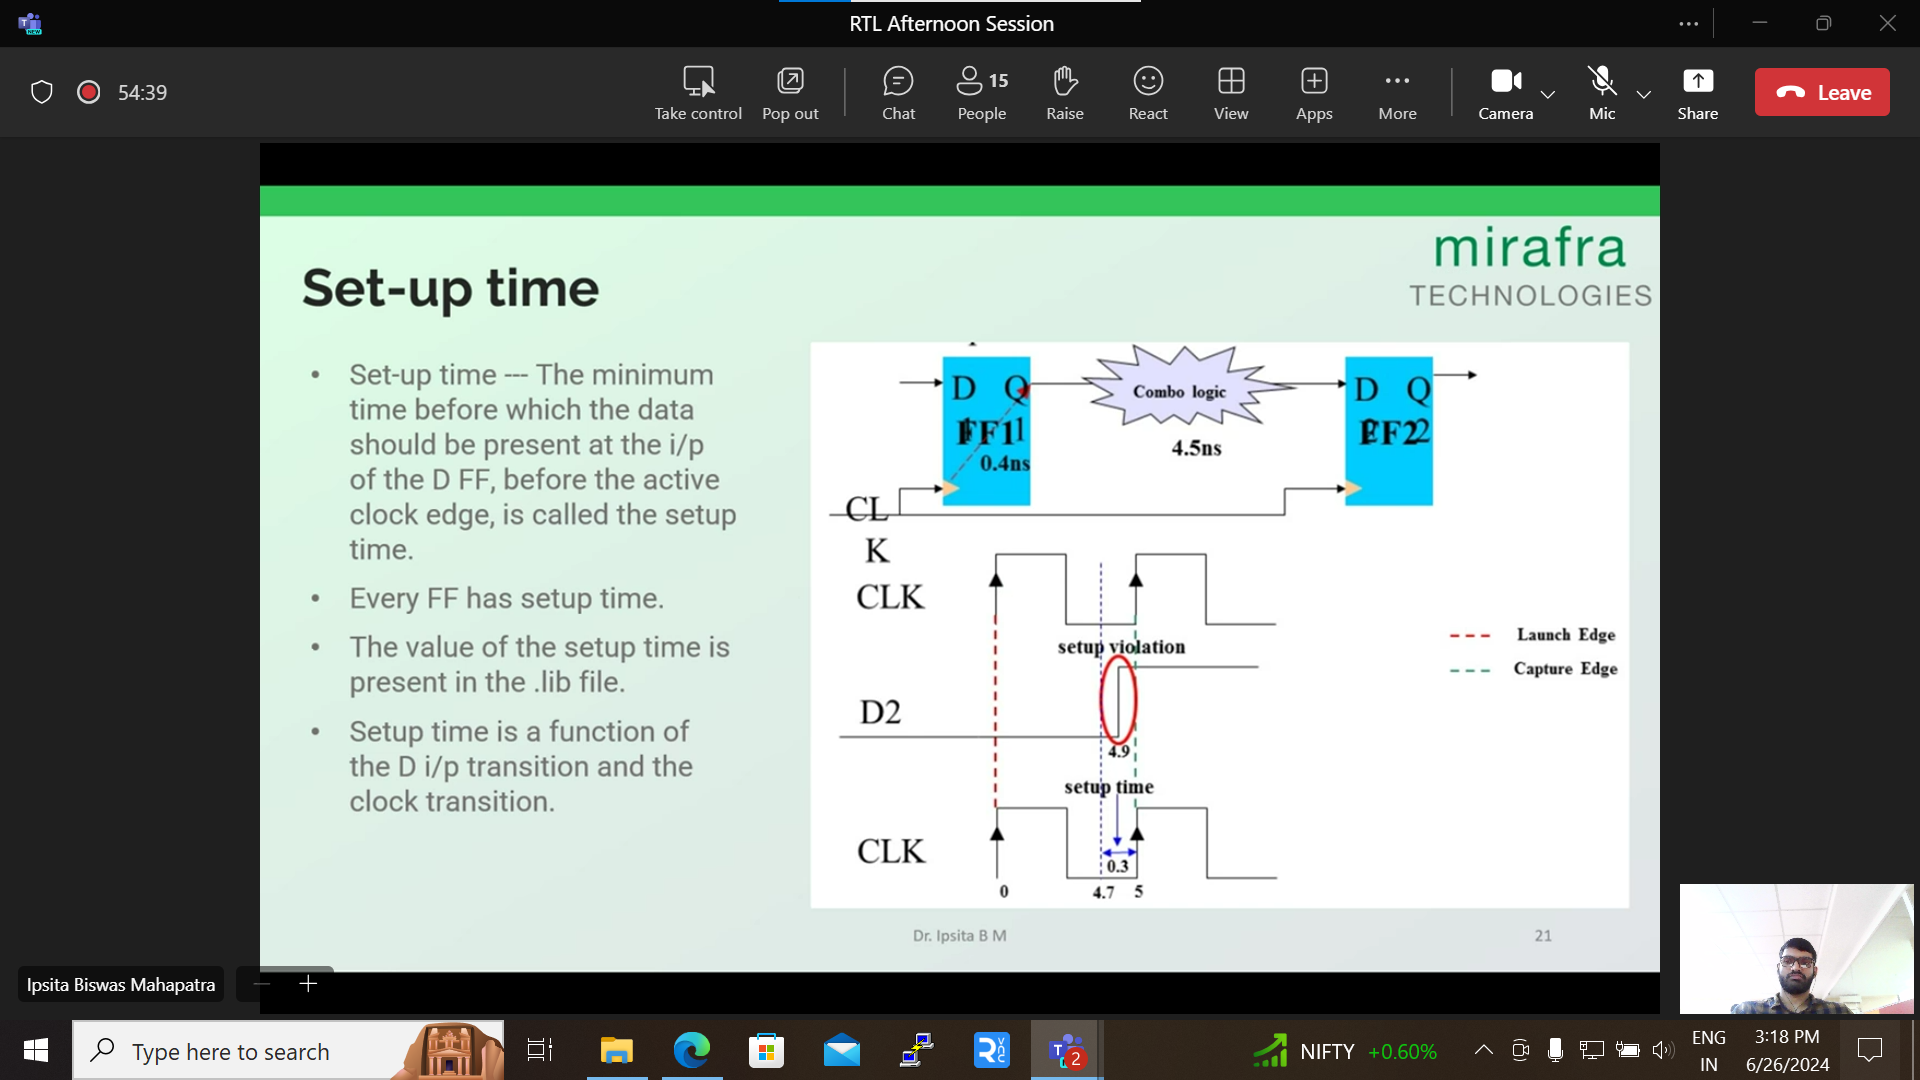 RTL Afternoon Session
54:39
Take control
Pop out
Chat
15
People
Raise
React
View
Apps
More
Camera
Mic
Share
Leave
mirafra
TECHNOLOGIES
Set-up time
• Set-up time --- The minimum
time before which the data
should be present at the i/p
of the D FF, before the active
clock edge, is called the setup
time.
• Every FF has setup time.
• The value of the setup time is
present in the .lib file.
• Setup time is a function of
the D i/p transition and the
clock transition.
D Q
FF1
0.4ns
Combo logic
4.5ns
D Q
FF2
CL
K
CLK
setup violation
Launch Edge
Capture Edge
D2
4.9
setup time
CLK
0.3
0
4.7
5
Dr. Ipsita B M
21
Ipsita Biswas Mahapatra
Type here to search
NEW
2
NIFTY +0.60%
ENG
IN
3:18 PM
6/26/2024